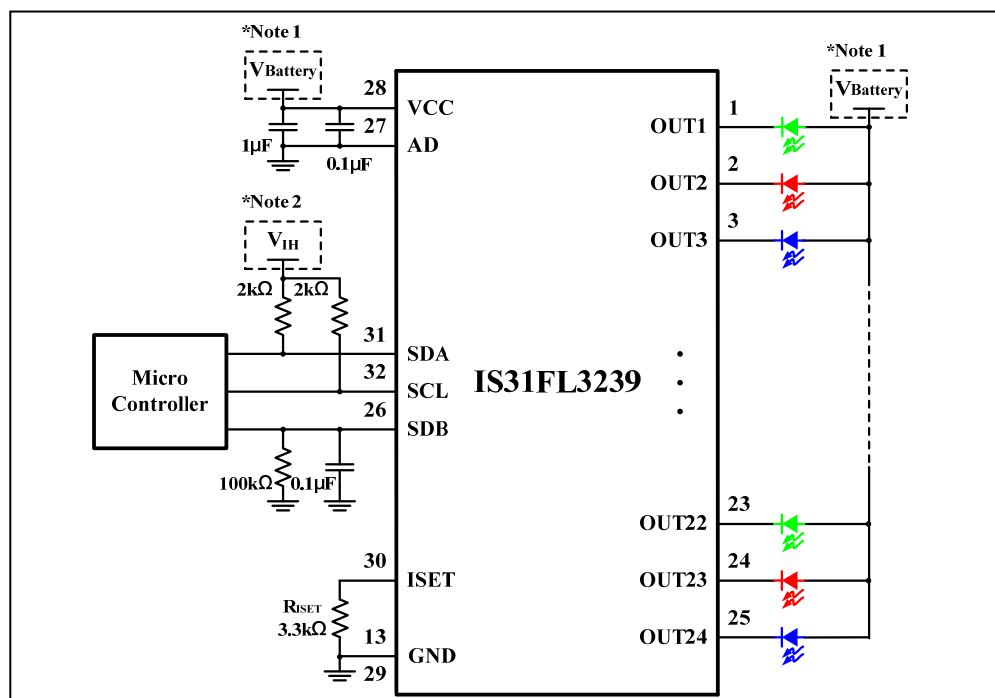 *Note 1
VBattery
28
VCC
27
AD
1µF
0.1µF
*Note 2
VIH
2kΩ
2kΩ
31
SDA
32
SCL
26
SDB
Micro
Controller
100kΩ
0.1µF
30
ISET
RISET
3.3kΩ
13
GND
29
IS31FL3239
*Note 1
VBattery
1
OUT1
2
OUT2
3
OUT3
23
OUT22
24
OUT23
25
OUT24